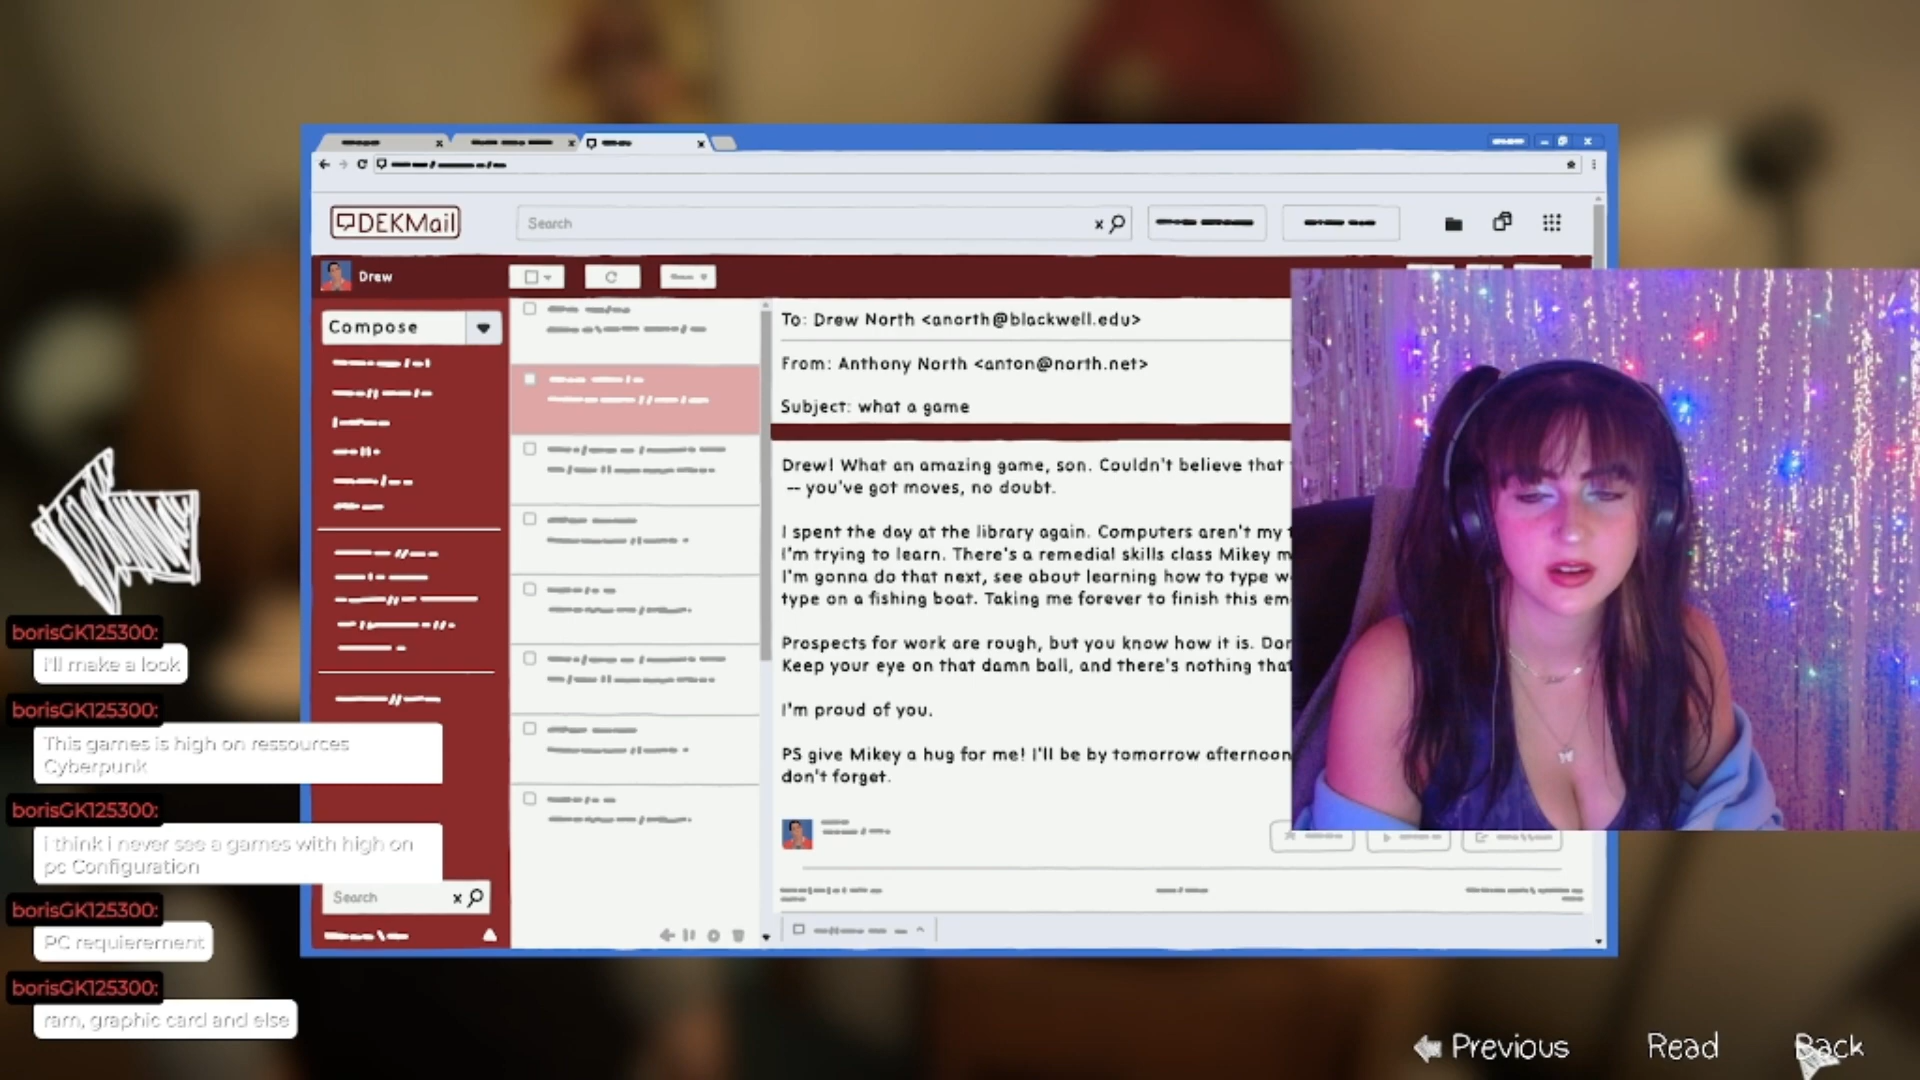 DEKMail
Search
x
Drew
Compose
To: Drew North <anorth@blackwell.edu>
From: Anthony North <anton@north.net>
Subject: what a game
Drew! What an amazing game, son. Couldn't believe that
-- you've got moves, no doubt.
I spent the day at the library again. Computers aren't my
I'm trying to learn. There's a remedial skills class Mikey
I'm gonna do that next, see about learning how to type
type on a fishing boat. Taking me forever to finish this
Prospects for work are rough, but you know how it is.
Keep your eye on that damn ball, and there's nothing
I'm proud of you.
PS give Mikey a hug for me! I'll be by tomorrow afternoon
don't forget.
Search
x
borisGK125300:
i'll make a look
borisGK125300:
This games is high on ressources
Cyberpunk
borisGK125300:
i think i never see a games with high on
pc Configuration
borisGK125300:
PC requierement
borisGK125300:
ram, graphic card and else
Previous
Read
Back